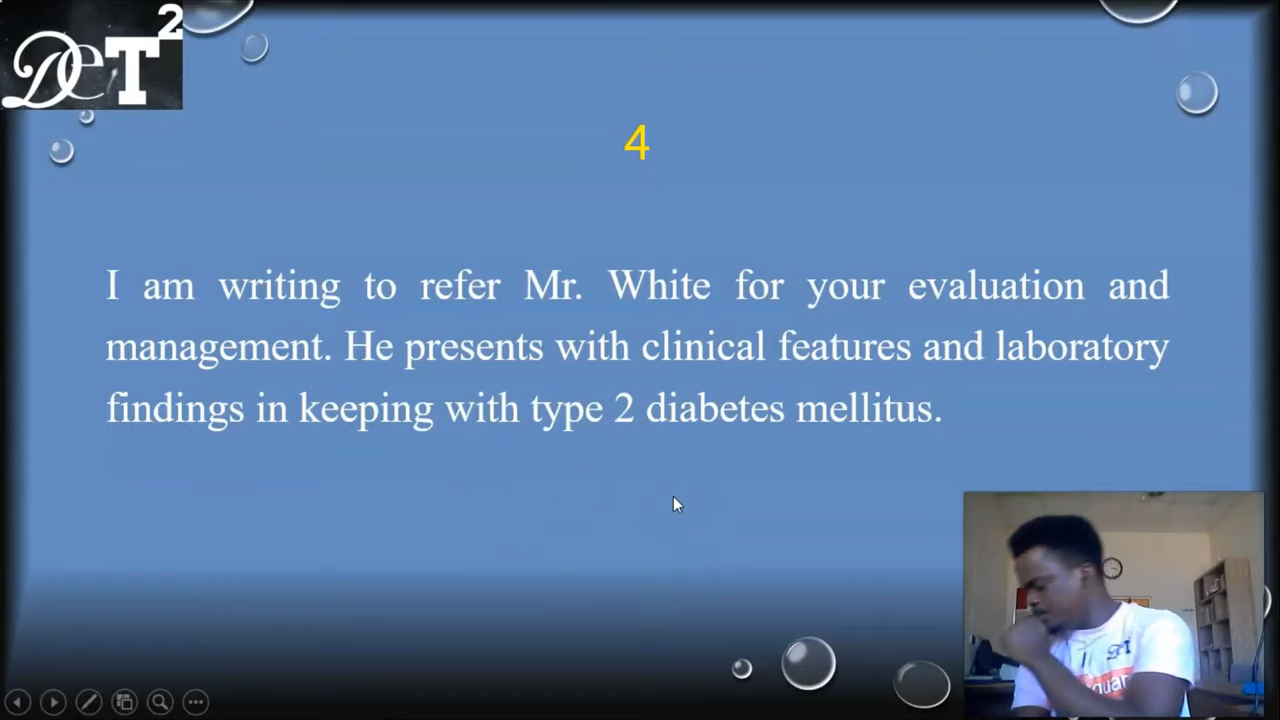 DeT²
4
I am writing to refer Mr. White for your evaluation and
management. He presents with clinical features and laboratory
findings in keeping with type 2 diabetes mellitus.